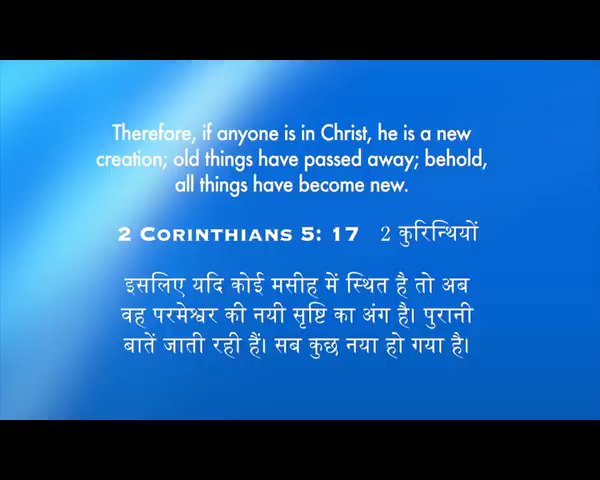 Therefore, if anyone is in Christ, he is a new
creation; old things have passed away; behold,
all things have become new.
2 CORINTHIANS 5: 17 2 कुरिन्थियों
इसलिए यदि कोई मसीह में स्थित है तो अब
वह परमेश्वर की नयी सृष्टि का अंग है। पुरानी
बातें जाती रही हैं। सब कुछ नया हो गया है।